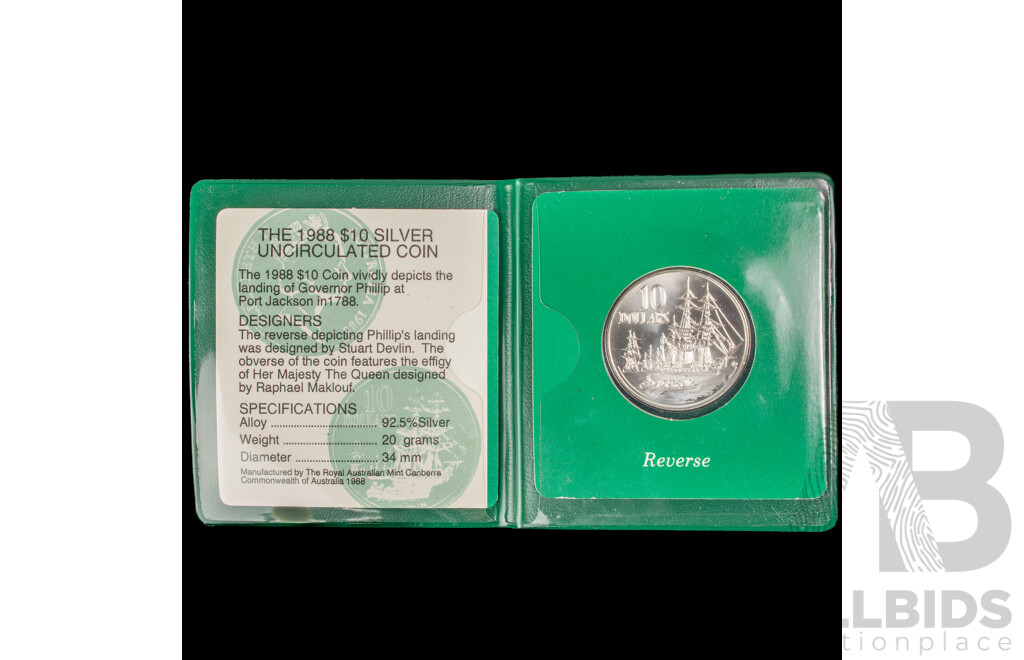 THE 1988 $10 SILVER
UNCIRCULATED COIN
The 1988 $10 Coin vividly depicts the
landing of Governor Phillip at
Port Jackson in1788.
DESIGNERS
The reverse depicting Phillip's landing
was designed by Stuart Devlin. The
obverse of the coin features the effigy
of Her Majesty The Queen designed
by Raphael Maklouf.
SPECIFICATIONS
Alloy ................................ 92.5%Silver
Weight ............................ 20 grams
Diameter ......................... 34 mm
Manufactured by The Royal Australian Mint Canberra
Commonwealth of Australia 1988
10
DOLLARS
Reverse
B
LLBIDS
tionplace